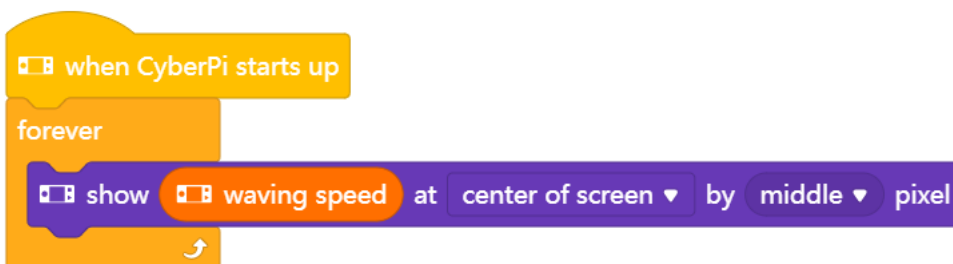 when CyberPi starts up
forever
show waving speed at center of screen by middle pixel